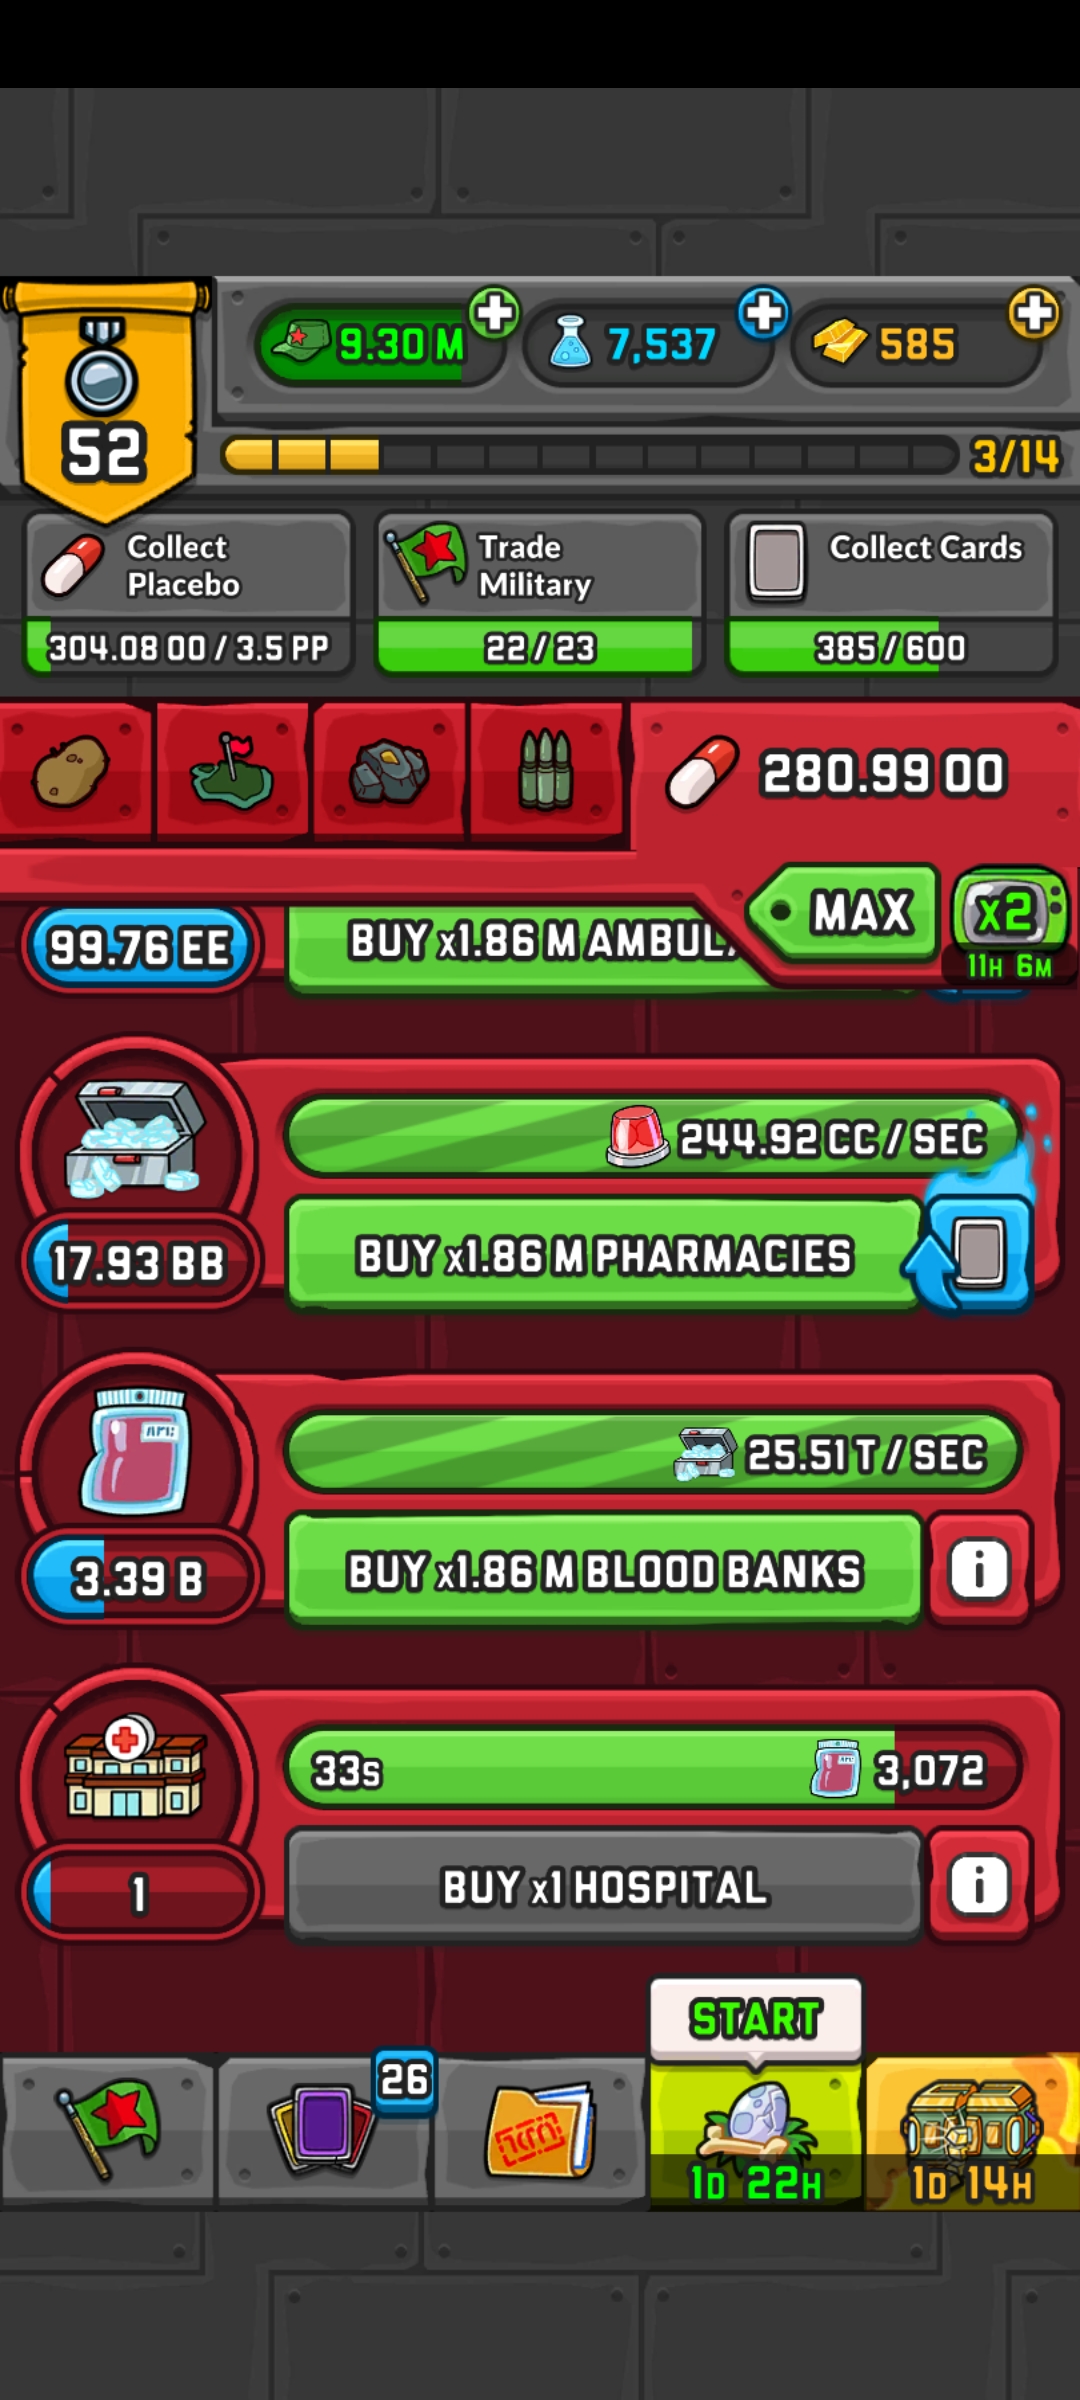 9.30 M
7,537
585
52
3/14
Collect
Placebo
304.08 OO / 3.5 PP
Trade
Military
22 / 23
Collect Cards
385 / 600
280.99 OO
MAX
x2
11H 6M
99.76 EE
BUY x1.86 M
244.92 CC / SEC
17.93 BB
BUY x1.86 M PHARMACIES
25.51 T / SEC
3.39 B
BUY x1.86 M BLOOD BANKS
i
33s
3,072
1
BUY x1 HOSPITAL
i
START
26
1D 22H
1D 14H